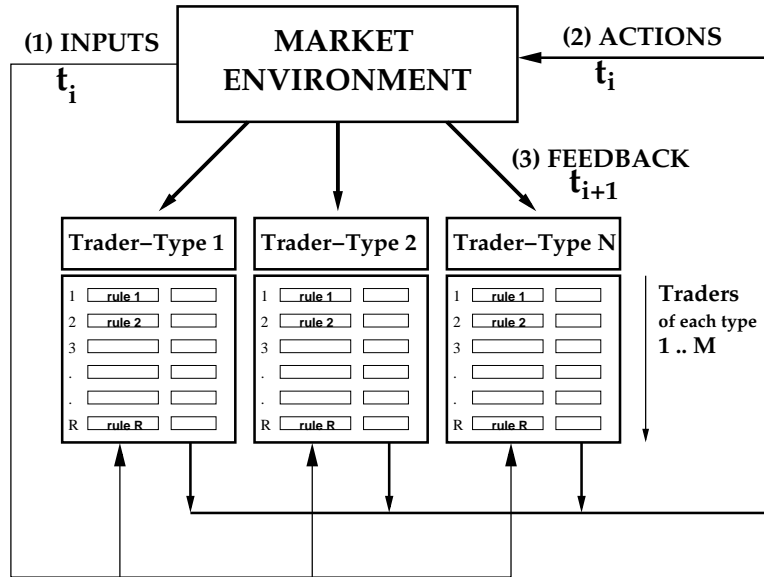 (1) INPUTS
t_i
MARKET
ENVIRONMENT
(2) ACTIONS
t_i
(3) FEEDBACK
t_{i+1}
Trader–Type 1
Trader–Type 2
Trader–Type N
1 rule 1
2 rule 2
3
.
.
R rule R
1 rule 1
2 rule 2
3
.
.
R rule R
1 rule 1
2 rule 2
3
.
.
R rule R
Traders
of each type
1 .. M